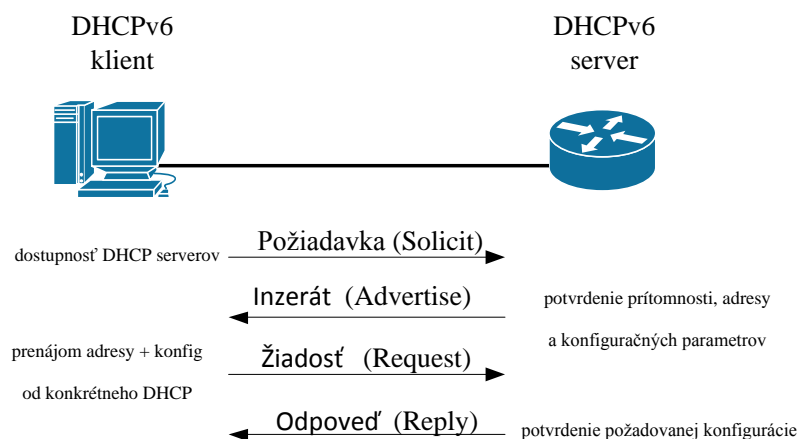 DHCPv6
klient
DHCPv6
server
dostupnosť DHCP serverov
Požiadavka (Solicit)
Inzerát (Advertise)
potvrdenie prítomnosti, adresy
a konfiguračných parametrov
prenájom adresy + konfig
od konkrétneho DHCP
Žiadosť (Request)
Odpoveď (Reply)
potvrdenie požadovanej konfigurácie